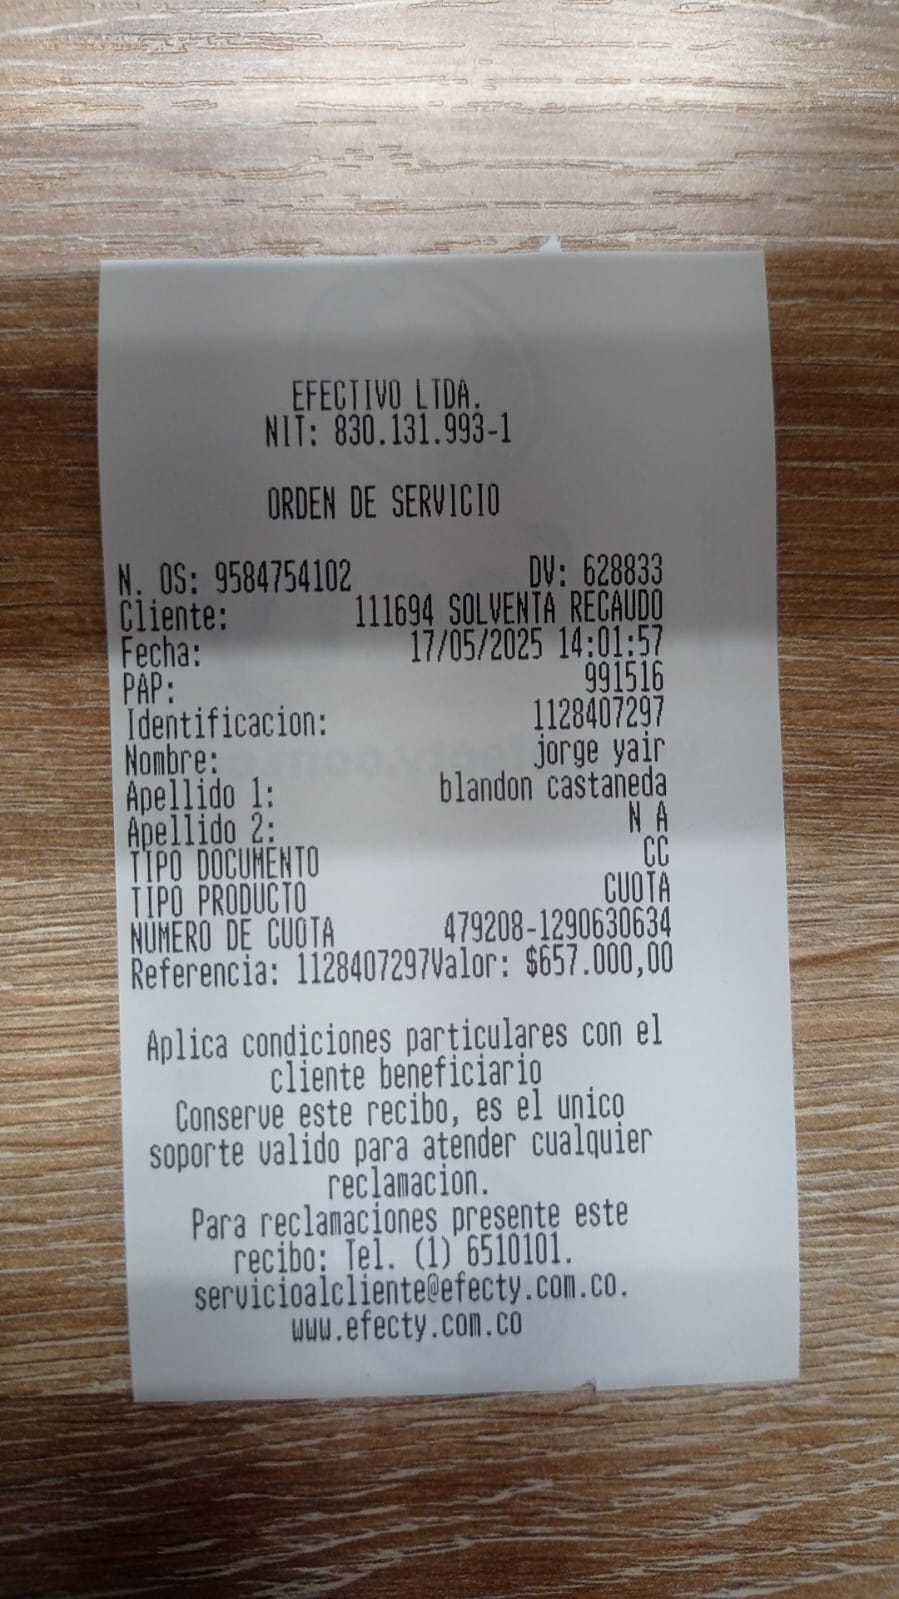 EFECTIVO LTDA.
NIT: 830.131.993-1
ORDEN DE SERVICIO
N. OS: 9584754102 DV: 628833
Cliente: 111694 SOLVENTA RECAUDO
Fecha: 17/05/2025 14:01:57
PAP: 991516
Identificacion: 1128407297
Nombre: jorge yair
Apellido 1: blandon castaneda
Apellido 2: N A
TIPO DOCUMENTO CC
TIPO PRODUCTO CUOTA
NUMERO DE CUOTA 479208-1290630634
Referencia: 1128407297Valor: $657.000,00
Aplica condiciones particulares con el
cliente beneficiario
Conserve este recibo, es el unico
soporte valido para atender cualquier
reclamacion.
Para reclamaciones presente este
recibo: Tel. (1) 6510101.
servicioalcliente@efecty.com.co.
www.efecty.com.co